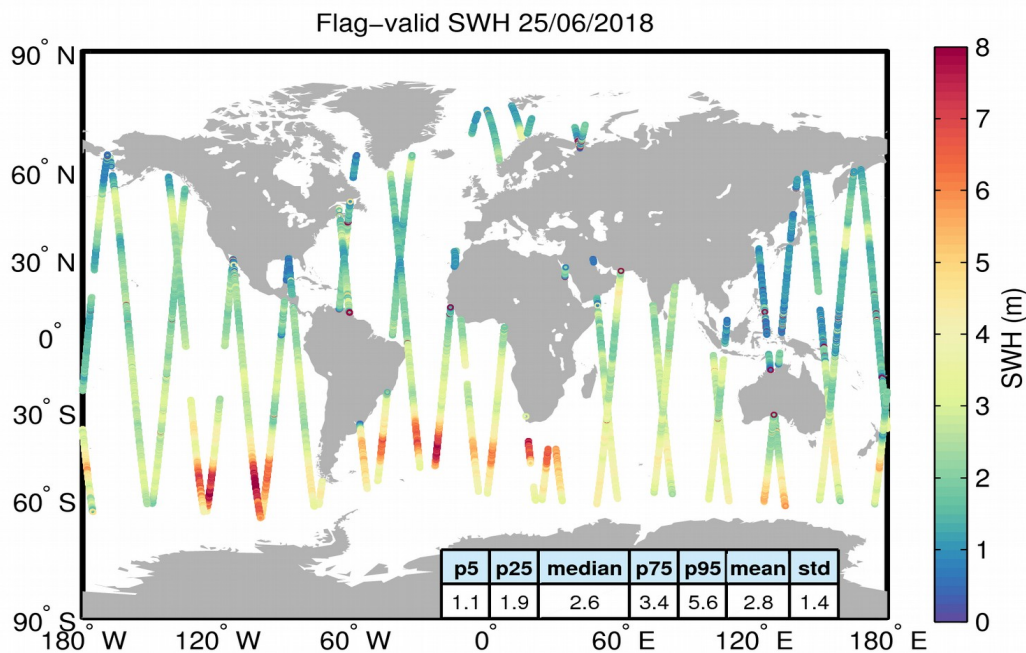 Flag−valid SWH 25/06/2018
90° N
60° N
30° N
0°
30° S
60° S
90° S
180° W
120° W
60° W
0°
60° E
120° E
180° E
8
7
6
5
4
3
2
1
0
SWH (m)
p5 p25 median p75 p95 mean std
1.1 1.9 2.6 3.4 5.6 2.8 1.4